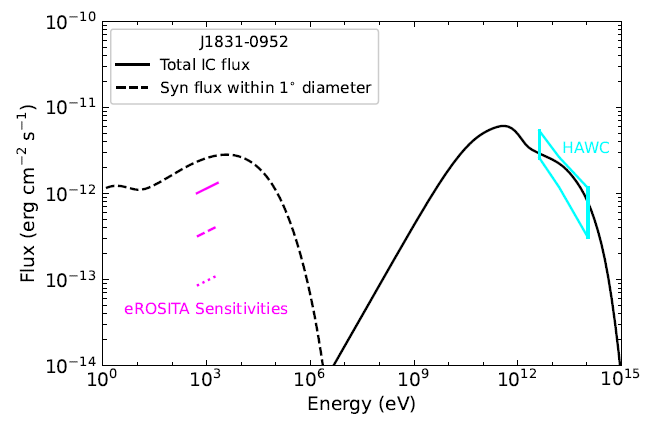 10^{-10}
10^{-11}
10^{-12}
10^{-13}
10^{-14}
Flux (erg cm^{-2} s^{-1})
J1831-0952
Total IC flux
Syn flux within 1° diameter
HAWC
eROSITA Sensitivities
10^{0} 10^{3} 10^{6} 10^{9} 10^{12} 10^{15}
Energy (eV)